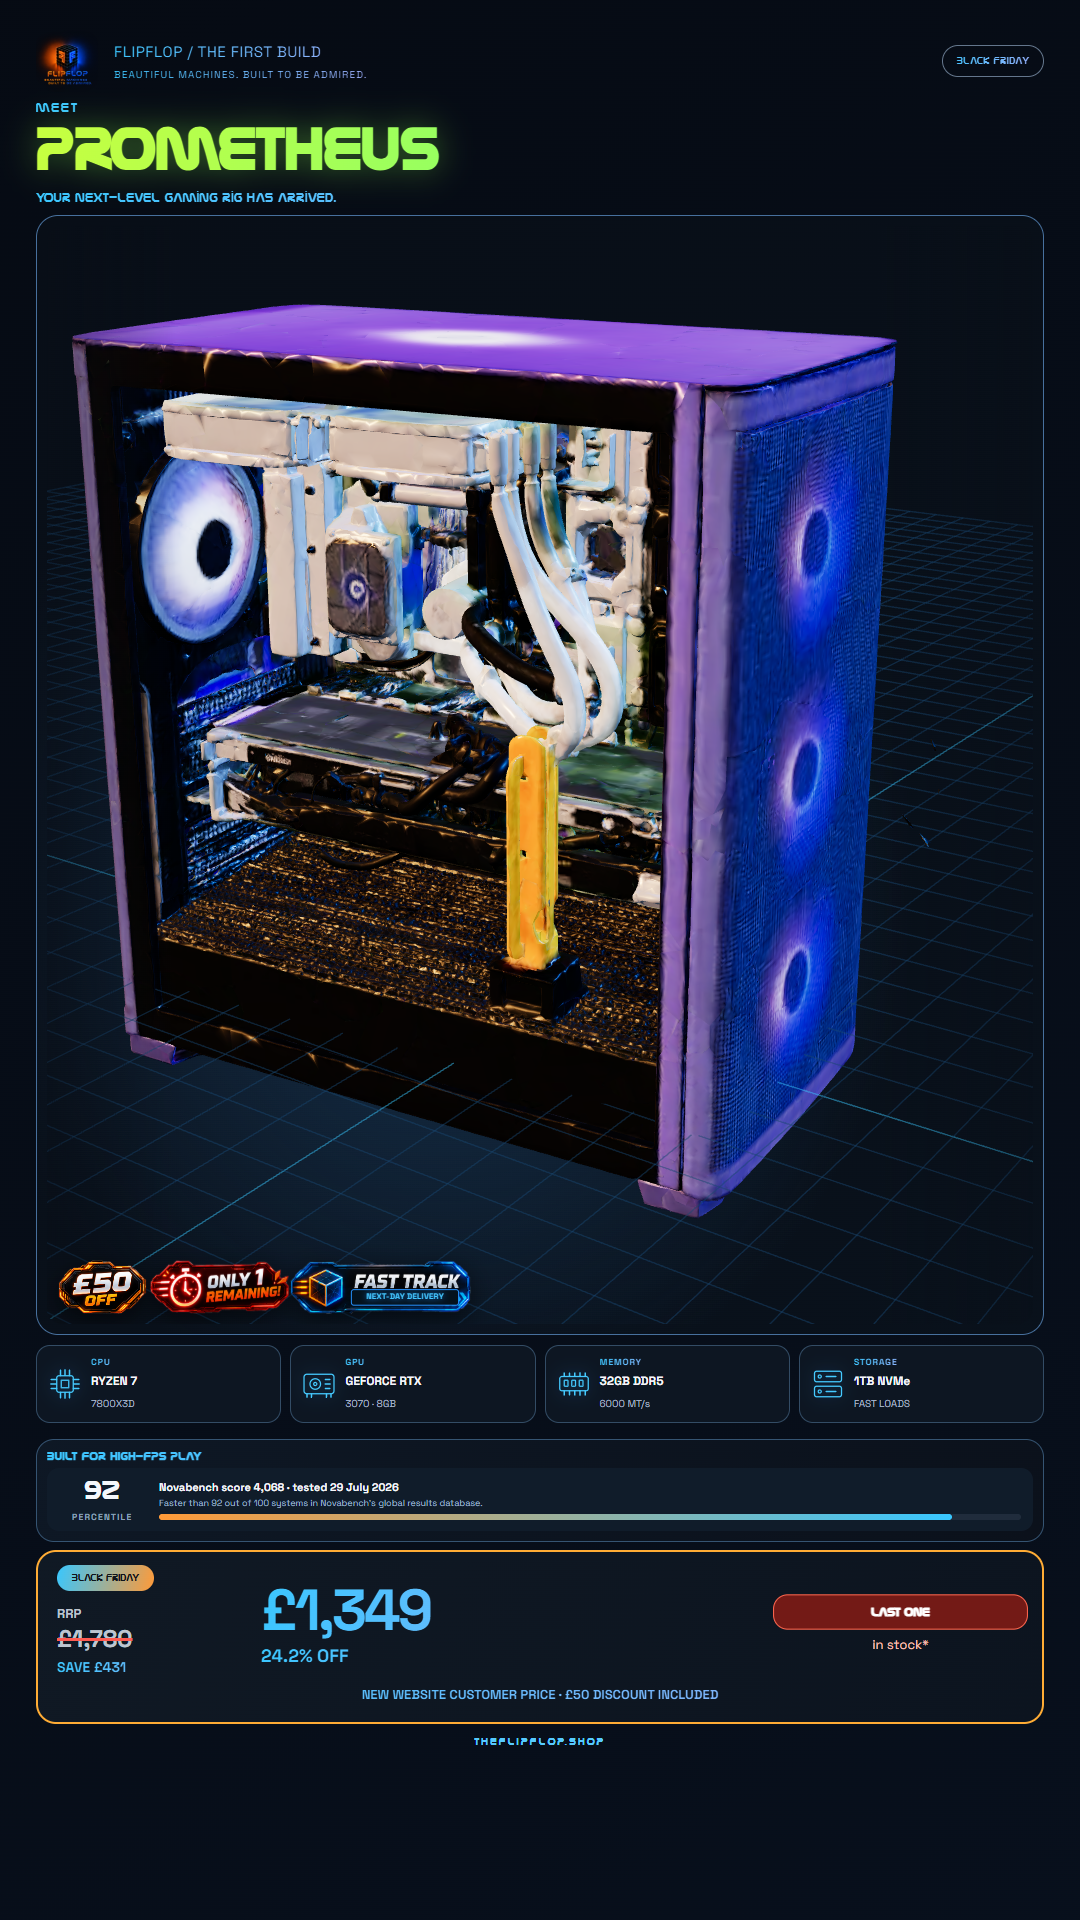 FLIPFLOP / THE FIRST BUILD
BEAUTIFUL MACHINES. BUILT TO BE ADMIRED.
FLIPFLOP
BLACK FRIDAY
MEET
PROMETHEUS
YOUR NEXT-LEVEL GAMING RIG HAS ARRIVED.
£50 OFF
ONLY 1 REMAINING!
FAST TRACK
NEXT-DAY DELIVERY
CPU
RYZEN 7
7800X3D
GPU
GEFORCE RTX
3070 · 8GB
MEMORY
32GB DDR5
6000 MT/s
STORAGE
1TB NVMe
FAST LOADS
BUILT FOR HIGH-FPS PLAY
92
PERCENTILE
Novabench score 4,068 · tested 29 July 2026
Faster than 92 out of 100 systems in Novabench's global results database.
BLACK FRIDAY
RRP
£1,780
SAVE £431
£1,349
24.2% OFF
LAST ONE
in stock*
NEW WEBSITE CUSTOMER PRICE · £50 DISCOUNT INCLUDED
THEFLIPFLOP.SHOP